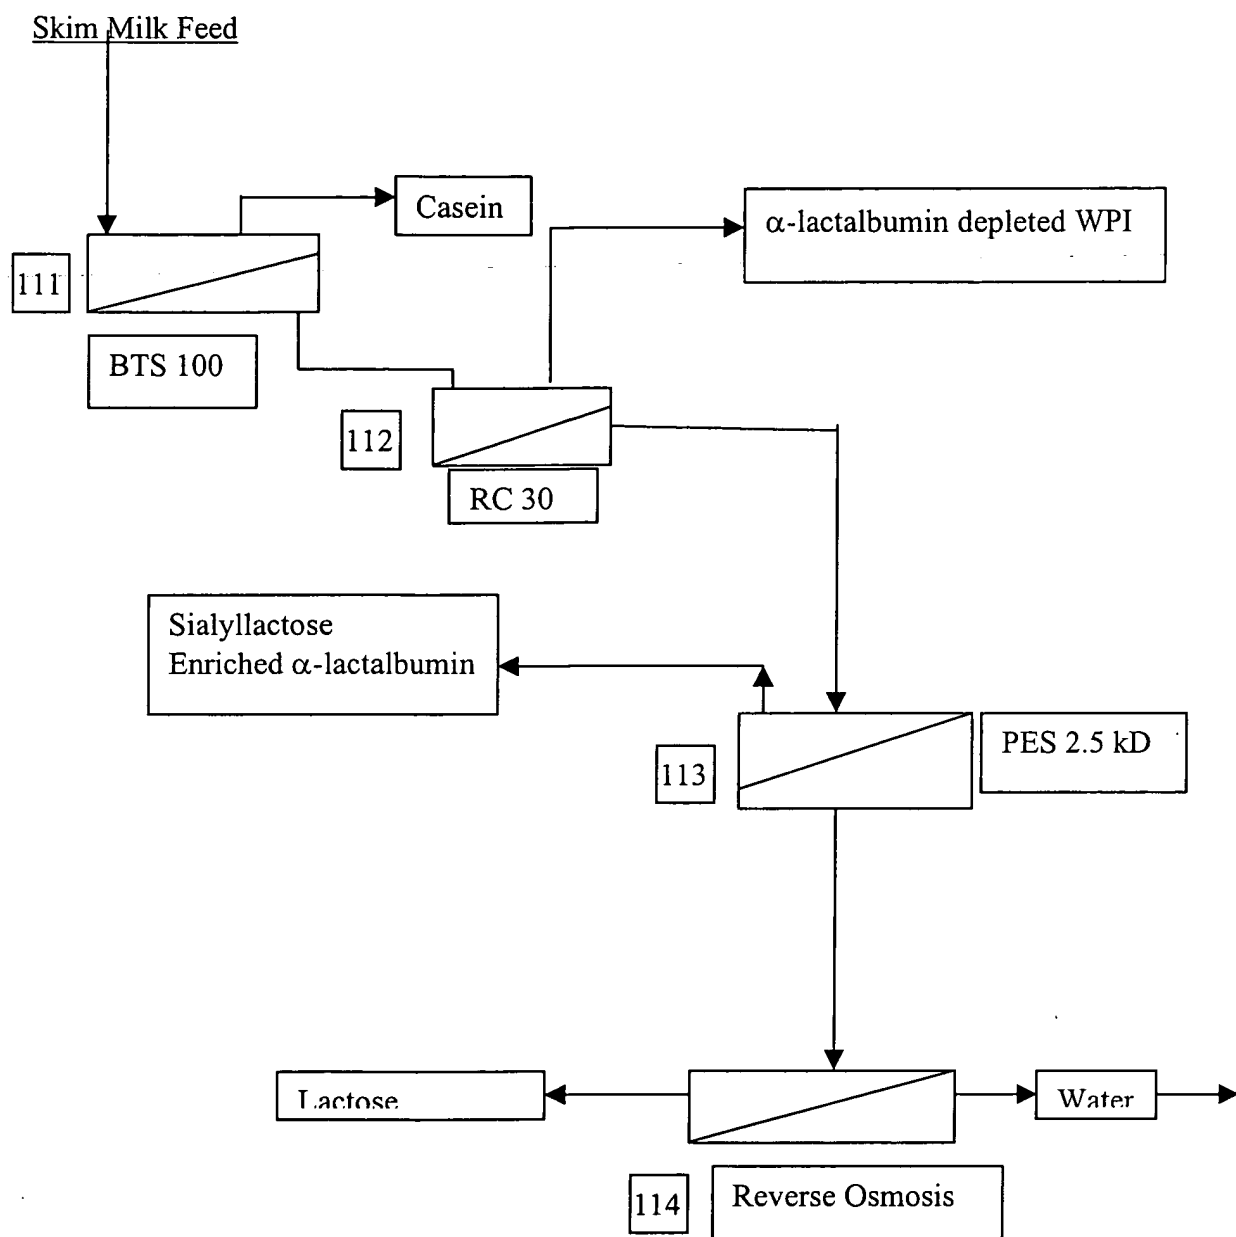 Skim Milk Feed
Casein
α-lactalbumin depleted WPI
111
BTS 100
112
RC 30
Sialyllactose
Enriched α-lactalbumin
PES 2.5 kD
113
Lactose
Water
114
Reverse Osmosis